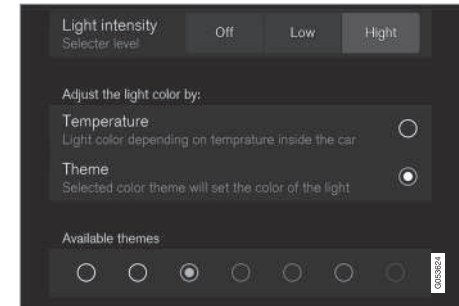 Light intensity
Selecter level
Off Low Hight
Adjust the light color by:
Temperature
Light color depending on temprature inside the car
Theme
Selected color theme will set the color of the light
Available themes
G053624